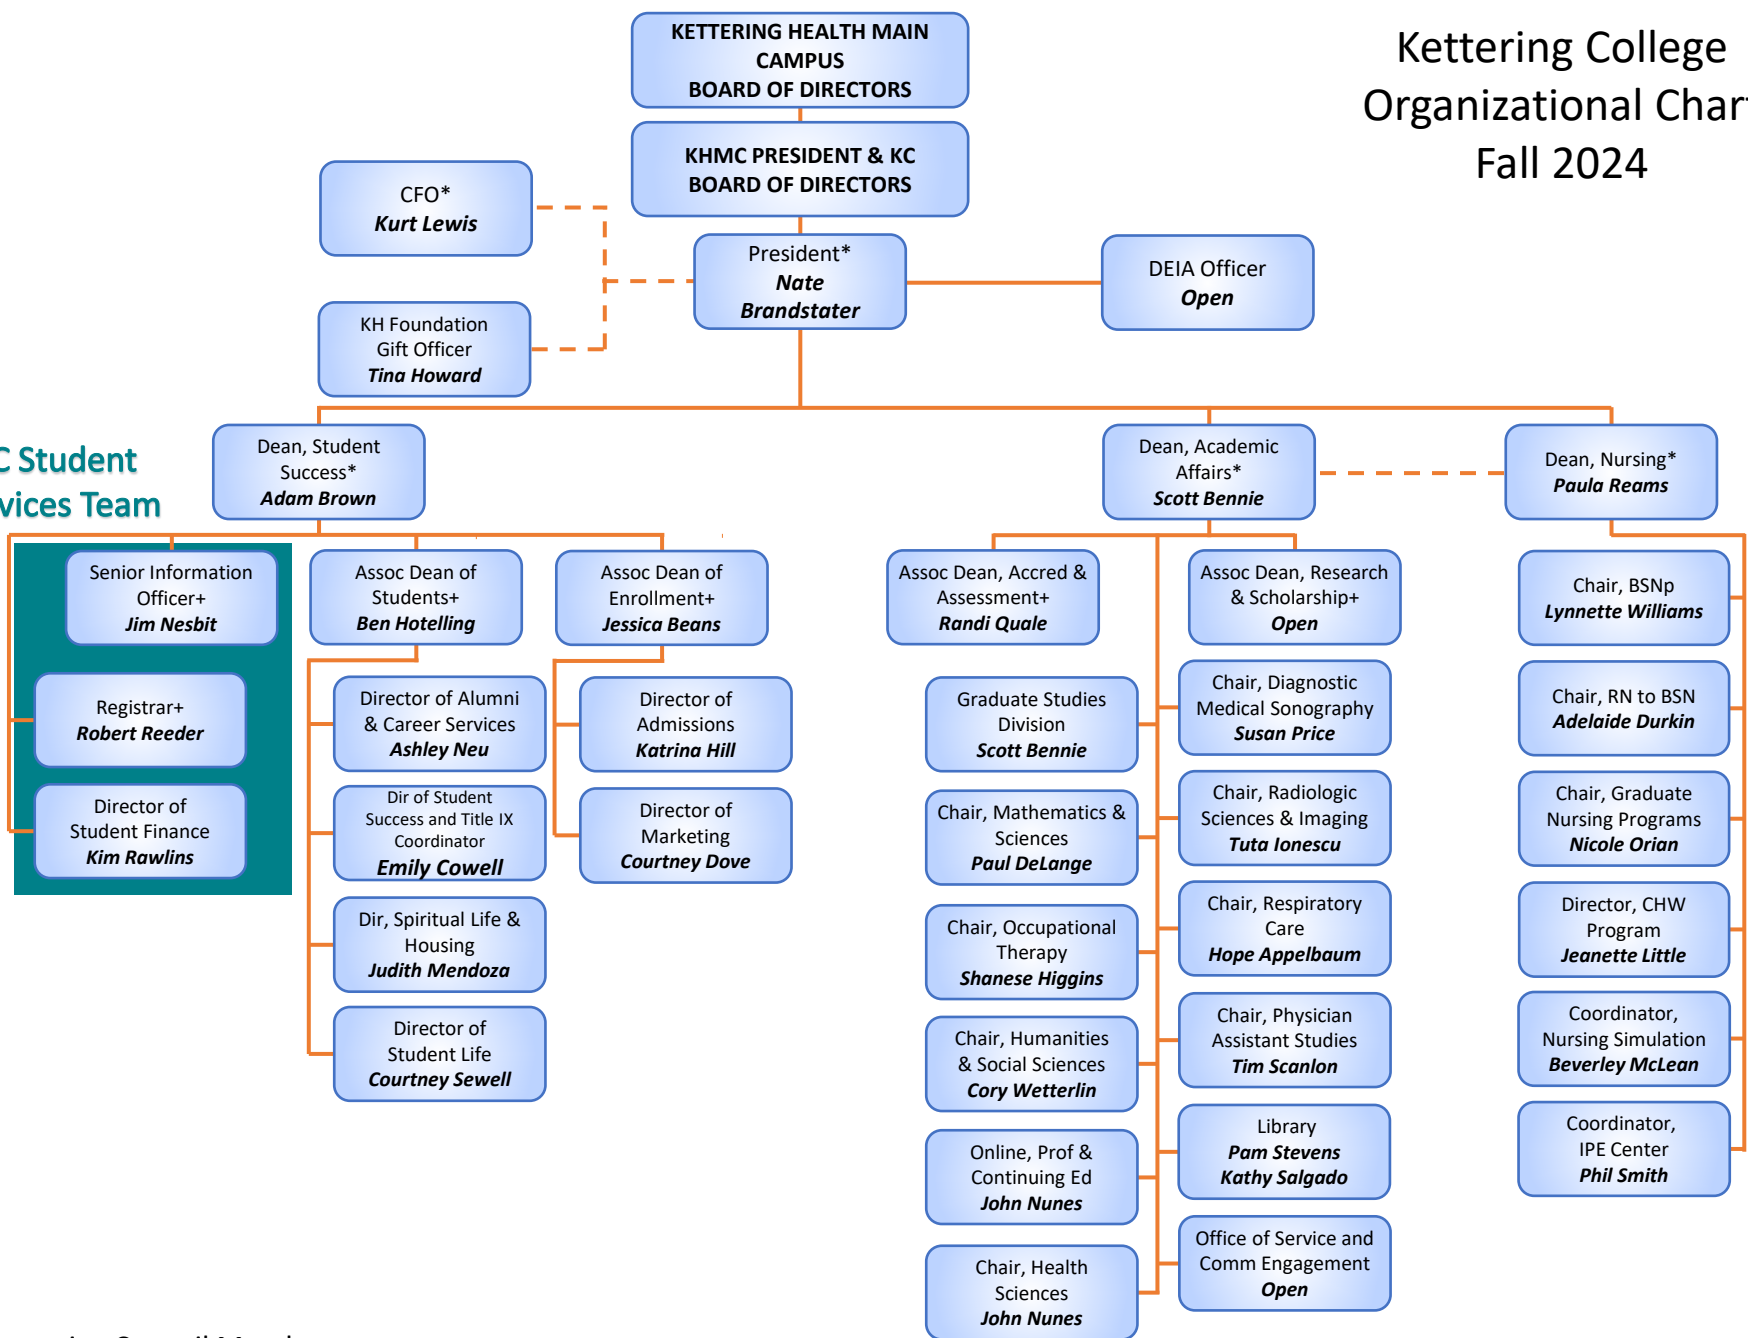 KETTERING HEALTH MAIN
CAMPUS
BOARD OF DIRECTORS
Kettering College
Organizational Chart
Fall 2024
KHMC PRESIDENT & KC
BOARD OF DIRECTORS
CFO*
Kurt Lewis
President*
Nate
Brandstater
DEIA Officer
Open
KH Foundation
Gift Officer
Tina Howard
Dean, Student
Success*
Adam Brown
Dean, Academic
Affairs*
Scott Bennie
Dean, Nursing*
Paula Reams
C Student
vices Team
Senior Information
Officer+
Jim Nesbit
Registrar+
Robert Reeder
Director of
Student Finance
Kim Rawlins
Assoc Dean of
Students+
Ben Hotelling
Director of Alumni
& Career Services
Ashley Neu
Dir of Student
Success and Title IX
Coordinator
Emily Cowell
Dir, Spiritual Life &
Housing
Judith Mendoza
Director of
Student Life
Courtney Sewell
Assoc Dean of
Enrollment+
Jessica Beans
Director of
Admissions
Katrina Hill
Director of
Marketing
Courtney Dove
Assoc Dean, Accred &
Assessment+
Randi Quale
Assoc Dean, Research
& Scholarship+
Open
Graduate Studies
Division
Scott Bennie
Chair, Mathematics &
Sciences
Paul DeLange
Chair, Occupational
Therapy
Shanese Higgins
Chair, Humanities
& Social Sciences
Cory Wetterlin
Online, Prof &
Continuing Ed
John Nunes
Chair, Health
Sciences
John Nunes
Chair, Diagnostic
Medical Sonography
Susan Price
Chair, Radiologic
Sciences & Imaging
Tuta Ionescu
Chair, Respiratory
Care
Hope Appelbaum
Chair, Physician
Assistant Studies
Tim Scanlon
Library
Pam Stevens
Kathy Salgado
Office of Service and
Comm Engagement
Open
Chair, BSNp
Lynnette Williams
Chair, RN to BSN
Adelaide Durkin
Chair, Graduate
Nursing Programs
Nicole Orian
Director, CHW
Program
Jeanette Little
Coordinator,
Nursing Simulation
Beverley McLean
Coordinator,
IPE Center
Phil Smith